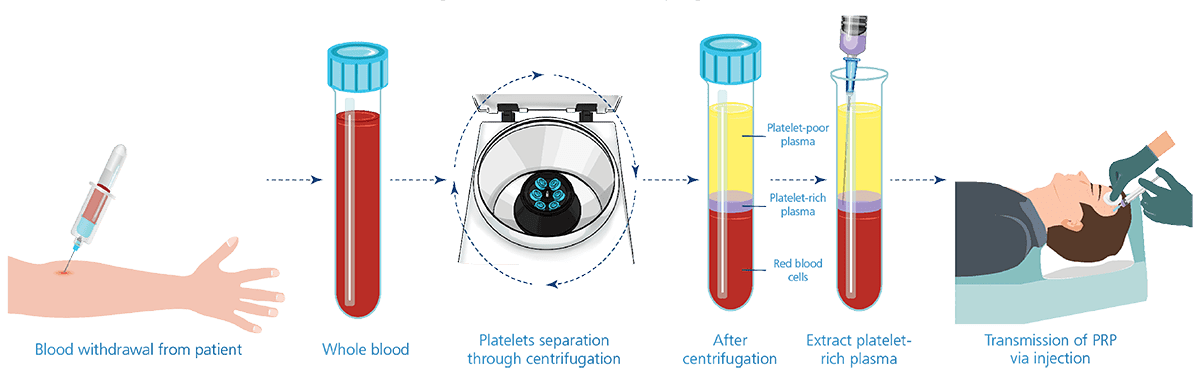 Platelet-poor
plasma
Platelet-rich
plasma
Red blood
cells
Blood withdrawal from patient
Whole blood
Platelets separation
through centrifugation
After
centrifugation
Extract platelet-
rich plasma
Transmission of PRP
via injection